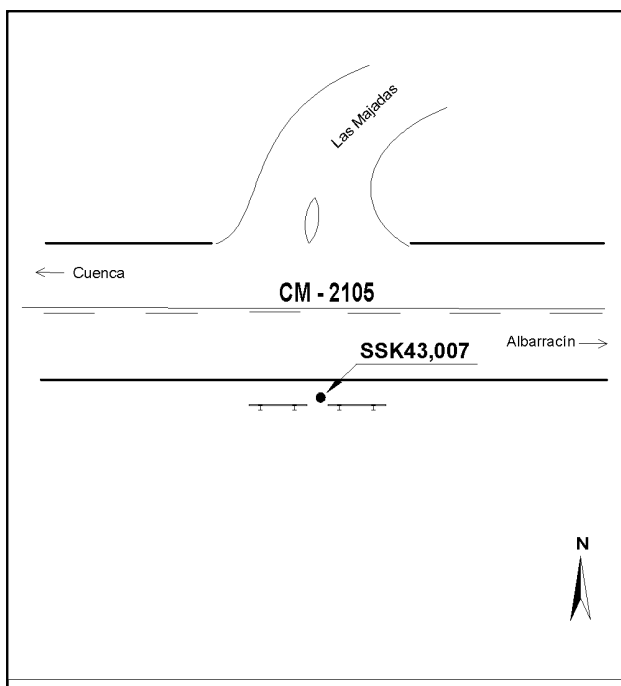 Las Majadas
Cuenca
CM - 2105
Albarracín
SSK43,007
N